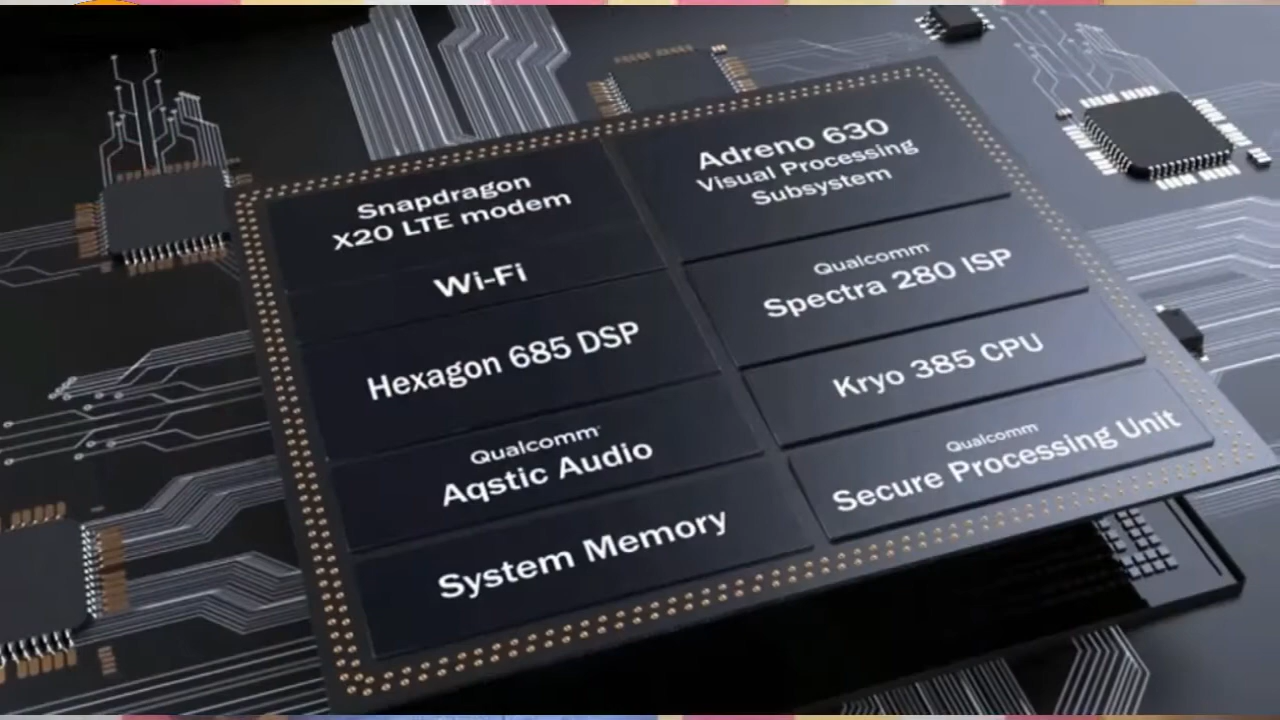 Snapdragon
X20 LTE modem
Wi-Fi
Hexagon 685 DSP
Qualcomm
Aqstic Audio
System Memory
Adreno 630
Visual Processing
Subsystem
Qualcomm
Spectra 280 ISP
Kryo 385 CPU
Qualcomm
Secure Processing Unit